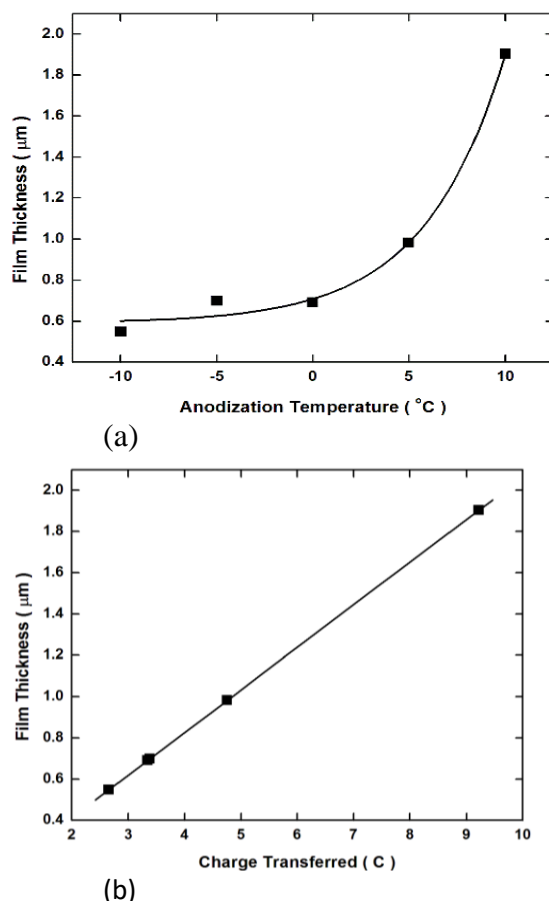 2.0
1.8
1.6
1.4
1.2
1.0
0.8
0.6
0.4
Film Thickness ( μm )
-10 -5 0 5 10
Anodization Temperature ( °C )
(a)
2.0
1.8
1.6
1.4
1.2
1.0
0.8
0.6
0.4
Film Thickness ( μm )
2 3 4 5 6 7 8 9 10
Charge Transferred ( C )
(b)